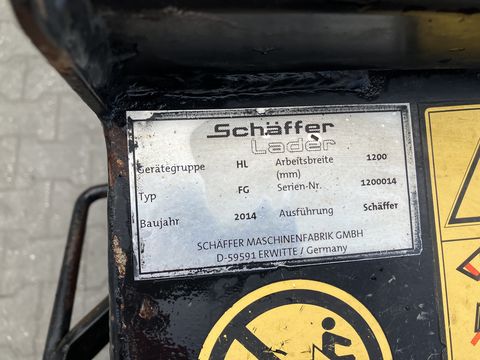 Schäffer
Lader
Gerätegruppe HL Arbeitsbreite (mm) 1200
Typ FG Serien-Nr. 1200014
Baujahr 2014 Ausführung Schäffer
SCHÄFFER MASCHINENFABRIK GMBH
D-59591 ERWITTE / Germany